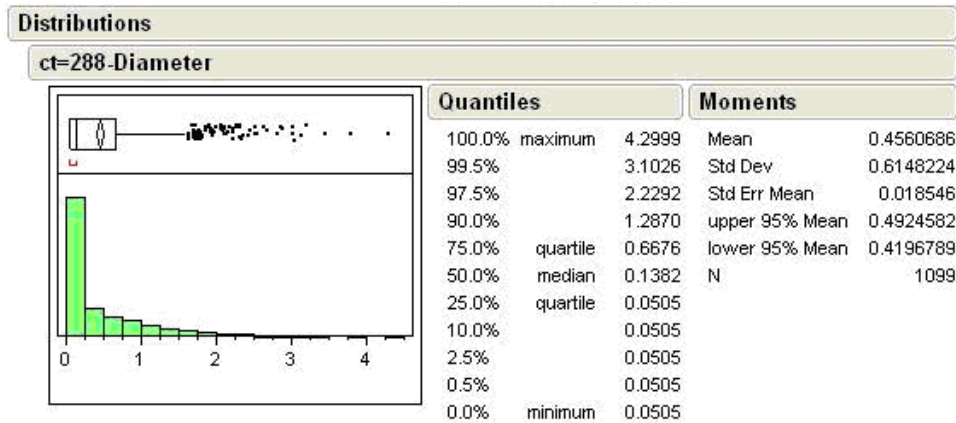 Distributions
ct=288-Diameter
Quantiles
100.0% maximum 4.2999
99.5% 3.1026
97.5% 2.2292
90.0% 1.2870
75.0% quartile 0.6676
50.0% median 0.1382
25.0% quartile 0.0505
10.0% 0.0505
2.5% 0.0505
0.5% 0.0505
0.0% minimum 0.0505
Moments
Mean 0.4560686
Std Dev 0.6148224
Std Err Mean 0.018546
upper 95% Mean 0.4924582
lower 95% Mean 0.4196789
N 1099
0 1 2 3 4